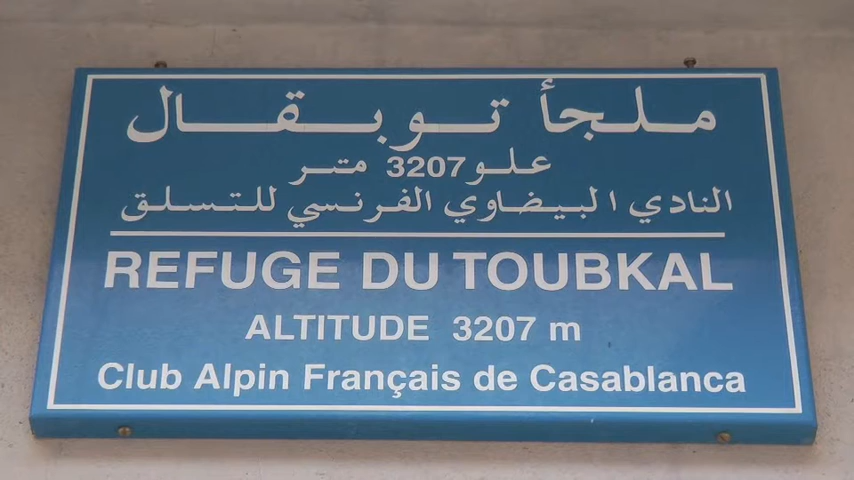 ملجأ توبقال
علو 3207 متر
النادي البيضاوي الفرنسي للتسلق
REFUGE DU TOUBKAL
ALTITUDE 3207 m
Club Alpin Français de Casablanca